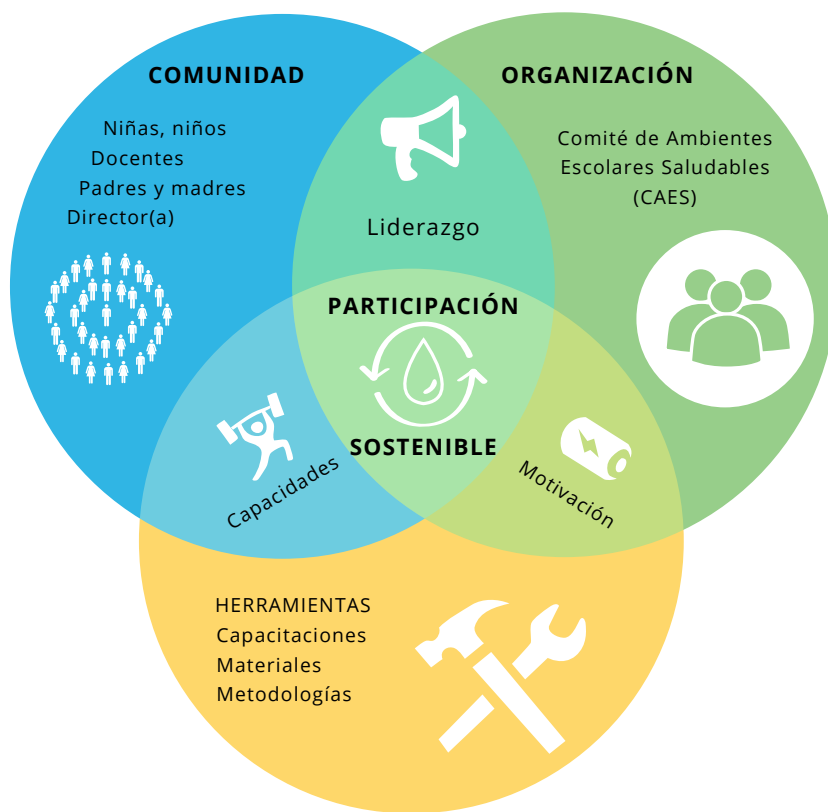 COMUNIDAD
Niñas, niños
Docentes
Padres y madres
Director(a)
ORGANIZACIÓN
Comité de Ambientes
Escolares Saludables
(CAES)
Liderazgo
PARTICIPACIÓN
SOSTENIBLE
Capacidades
Motivación
HERRAMIENTAS
Capacitaciones
Materiales
Metodologías